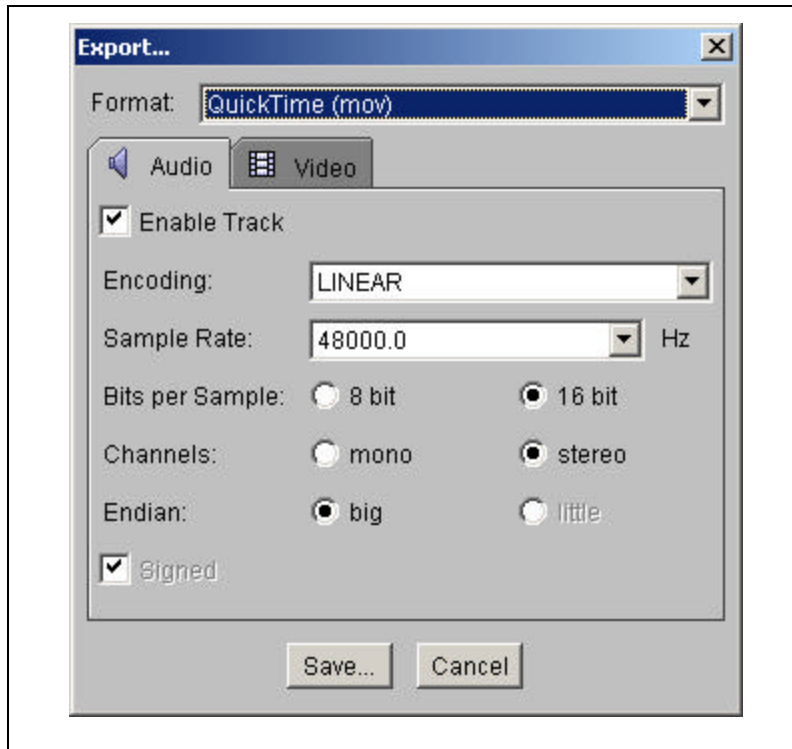 Export...
Format: QuickTime (mov)
Audio Video
Enable Track
Encoding: LINEAR
Sample Rate: 48000.0 Hz
Bits per Sample: 8 bit 16 bit
Channels: mono stereo
Endian: big little
Signed
Save... Cancel